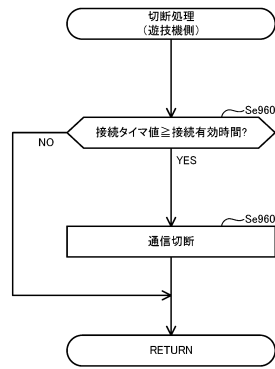 切断処理
(遊技機側)
Se960
接続タイマ値≧接続有効時間?
NO
YES
Se960
通信切断
RETURN